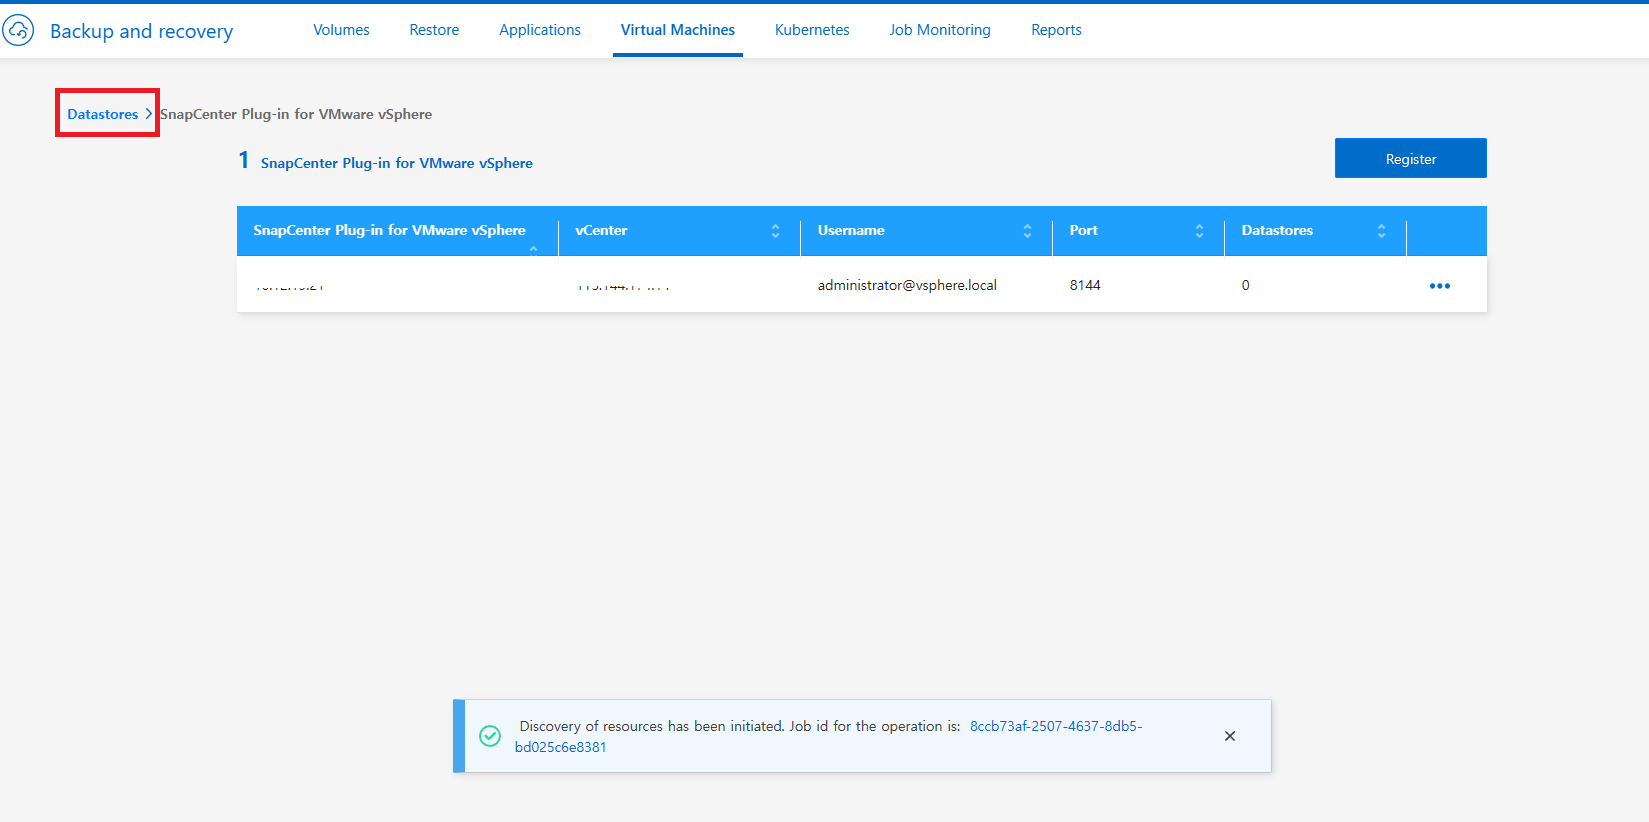 Backup and recovery Volumes Restore Applications Virtual Machines Kubernetes Job Monitoring Reports
Datastores > SnapCenter Plug-in for VMware vSphere
1 SnapCenter Plug-in for VMware vSphere Register
SnapCenter Plug-in for VMware vSphere vCenter Username Port Datastores
administrator@vsphere.local 8144 0
Discovery of resources has been initiated. Job id for the operation is: 8ccb73af-2507-4637-8db5-
bd025c6e8381